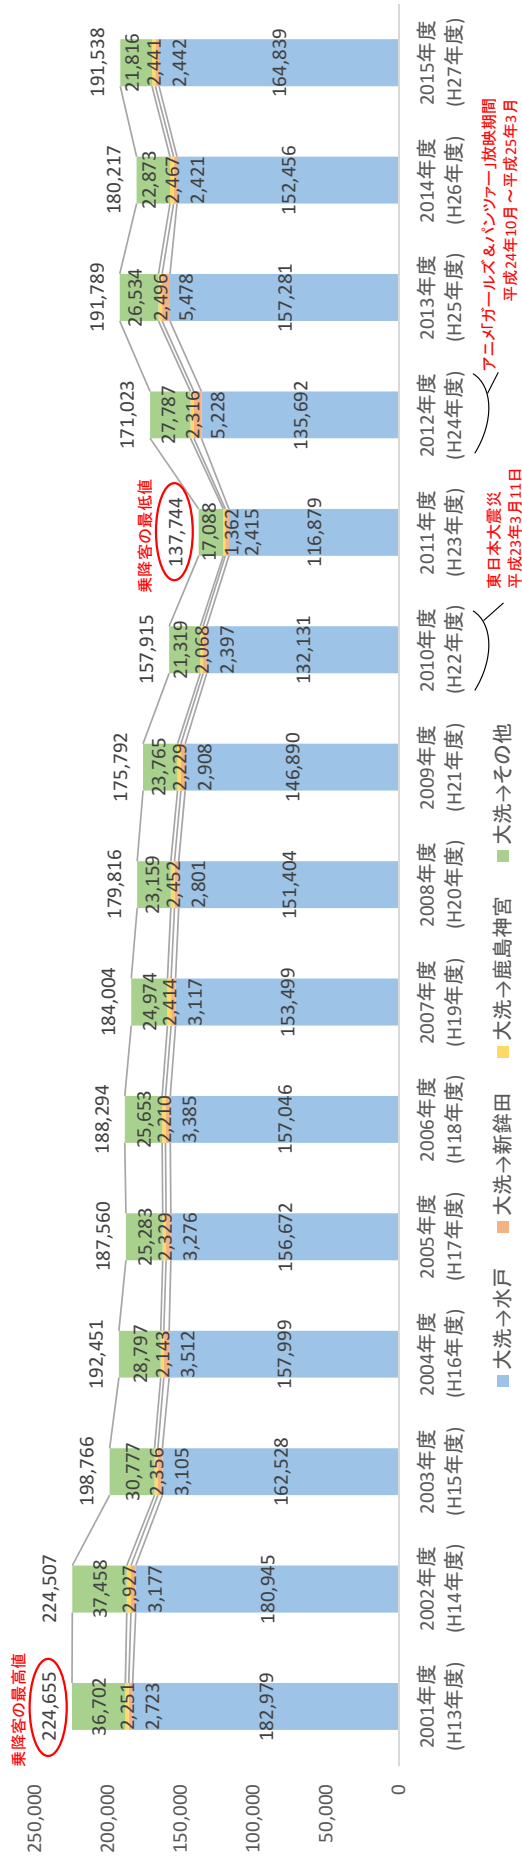 乗降客の最高値
乗降客の最低値
250,000
200,000
150,000
100,000
50,000
0
224,655
36,702
2,251
2,723
182,979
2001年度
(H13年度)
224,507
37,458
2,927
3,177
180,945
2002年度
(H14年度)
198,766
30,777
2,356
3,105
162,528
2003年度
(H15年度)
192,451
28,797
2,143
3,512
157,999
2004年度
(H16年度)
187,560
25,283
2,329
3,276
156,672
2005年度
(H17年度)
188,294
25,653
2,210
3,385
157,046
2006年度
(H18年度)
184,004
24,974
2,414
3,117
153,499
2007年度
(H19年度)
179,816
23,159
2,452
2,801
151,404
2008年度
(H20年度)
175,792
23,765
2,229
2,908
146,890
2009年度
(H21年度)
157,915
21,319
2,068
2,397
132,131
2010年度
(H22年度)
137,744
17,088
1,362
2,415
116,879
2011年度
(H23年度)
171,023
27,787
2,316
5,228
135,692
2012年度
(H24年度)
191,789
26,534
2,496
5,478
157,281
2013年度
(H25年度)
180,217
22,873
2,467
2,421
152,456
2014年度
(H26年度)
191,538
21,816
2,441
2,442
164,839
2015年度
(H27年度)
東日本大震災
平成23年3月11日
アニメ「ガールズ&パンツァー」放映期間
平成24年10月～平成25年3月
大洗→水戸
大洗→新鉾田
大洗→鹿島神宮
大洗→その他